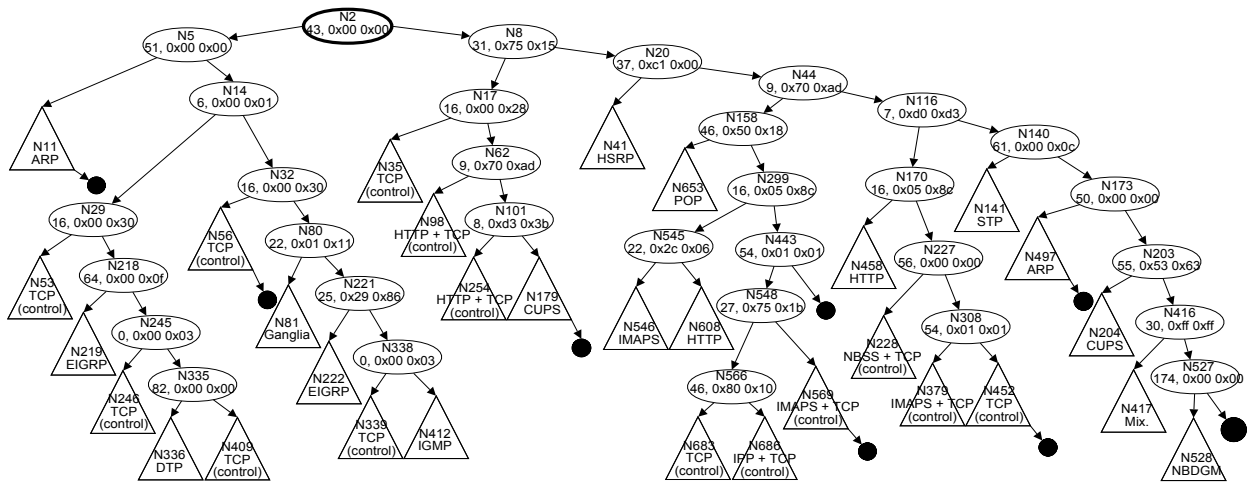 N2
43, 0x00 0x00
N5
51, 0x00 0x00
N8
31, 0x75 0x15
N20
37, 0xc1 0x00
N44
9, 0x70 0xad
N14
6, 0x00 0x01
N17
16, 0x00 0x28
N116
7, 0xd0 0xd3
N158
46, 0x50 0x18
N140
61, 0x00 0x0c
N11
ARP
N41
HSRP
N35
TCP
(control)
N62
9, 0x70 0xad
N32
16, 0x00 0x30
N653
POP
N299
16, 0x05 0x8c
N170
16, 0x05 0x8c
N141
STP
N173
50, 0x00 0x00
N29
16, 0x00 0x30
N56
TCP
(control)
N80
22, 0x01 0x11
N98
HTTP + TCP
(control)
N101
8, 0xd3 0x3b
N545
22, 0x2c 0x06
N443
54, 0x01 0x01
N458
HTTP
N227
56, 0x00 0x00
N497
ARP
N203
55, 0x53 0x63
N53
TCP
(control)
N218
64, 0x00 0x0f
N81
Ganglia
N221
25, 0x29 0x86
N254
HTTP + TCP
(control)
N179
CUPS
N546
IMAPS
N608
HTTP
N548
27, 0x75 0x1b
N228
NBSS + TCP
(control)
N308
54, 0x01 0x01
N204
CUPS
N416
30, 0xff 0xff
N219
EIGRP
N245
0, 0x00 0x03
N222
EIGRP
N338
0, 0x00 0x03
N566
46, 0x80 0x10
N569
IMAPS + TCP
(control)
N379
IMAPS + TCP
(control)
N452
TCP
(control)
N417
Mix.
N527
174, 0x00 0x00
N246
TCP
(control)
N335
82, 0x00 0x00
N339
TCP
(control)
N412
IGMP
N683
TCP
(control)
N686
IPP + TCP
(control)
N528
NBDGM
N336
DTP
N409
TCP
(control)